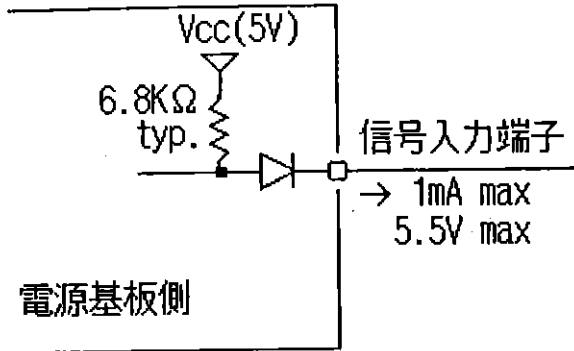 Vcc(5V)
6.8KΩ
typ.
信号入力端子
→ 1mA max
5.5V max
電源基板側